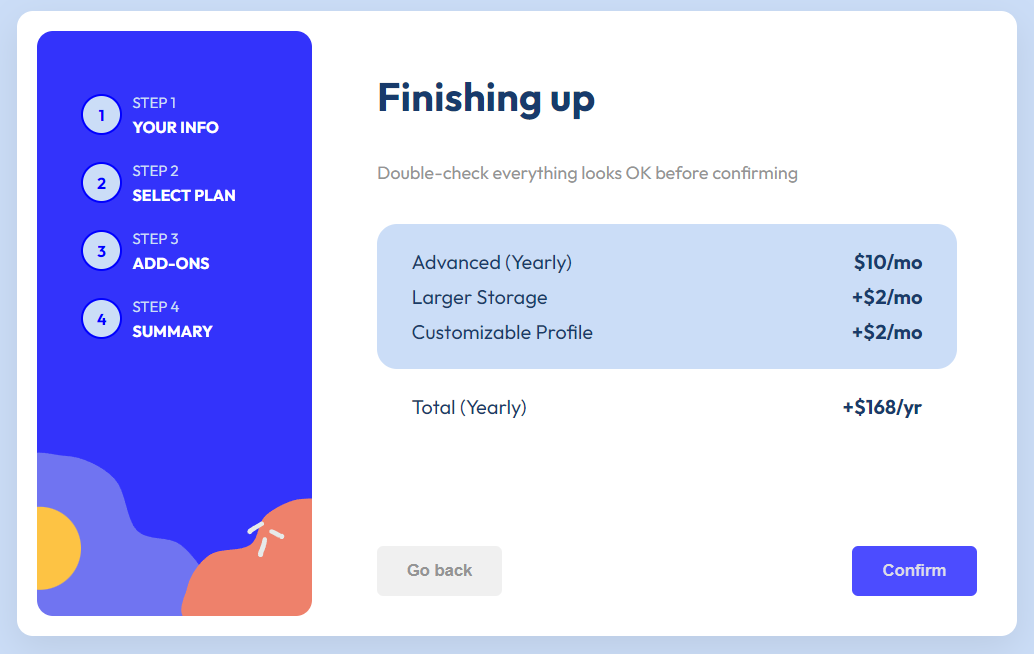 1 STEP 1
YOUR INFO
2 STEP 2
SELECT PLAN
3 STEP 3
ADD-ONS
4 STEP 4
SUMMARY
Finishing up
Double-check everything looks OK before confirming
Advanced (Yearly) $10/mo
Larger Storage +$2/mo
Customizable Profile +$2/mo
Total (Yearly) +$168/yr
Go back Confirm